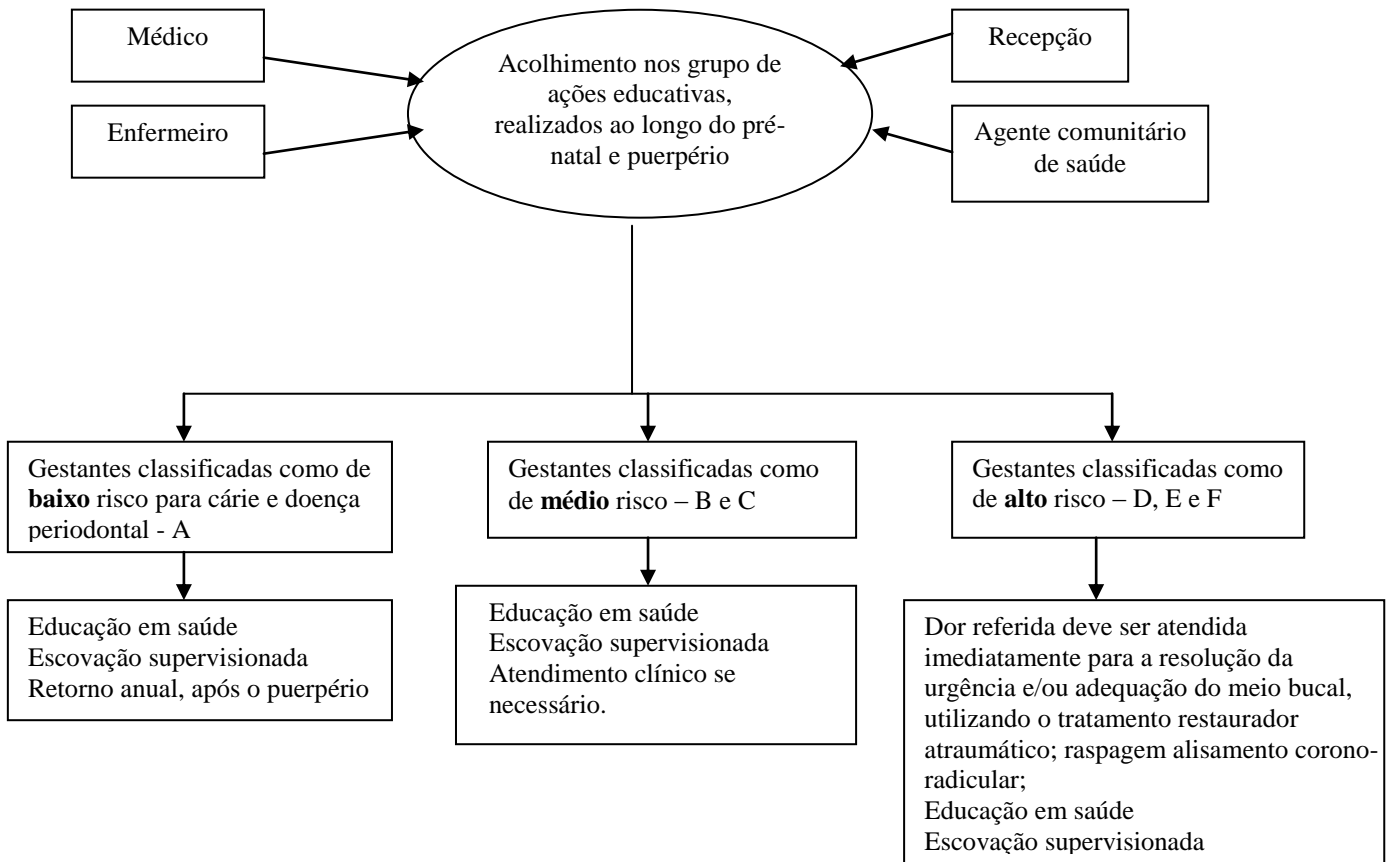 Médico
Enfermeiro
Acolhimento nos grupo de
ações educativas,
realizados ao longo do pré-
natal e puerpério
Recepção
Agente comunitário
de saúde
Gestantes classificadas como de
baixo risco para cárie e doença
periodontal - A
Gestantes classificadas como
de médio risco – B e C
Gestantes classificadas como
de alto risco – D, E e F
Educação em saúde
Escovação supervisionada
Retorno anual, após o puerpério
Educação em saúde
Escovação supervisionada
Atendimento clínico se
necessário.
Dor referida deve ser atendida
imediatamente para a resolução da
urgência e/ou adequação do meio bucal,
utilizando o tratamento restaurador
atraumático; raspagem alisamento corono-
radicular;
Educação em saúde
Escovação supervisionada